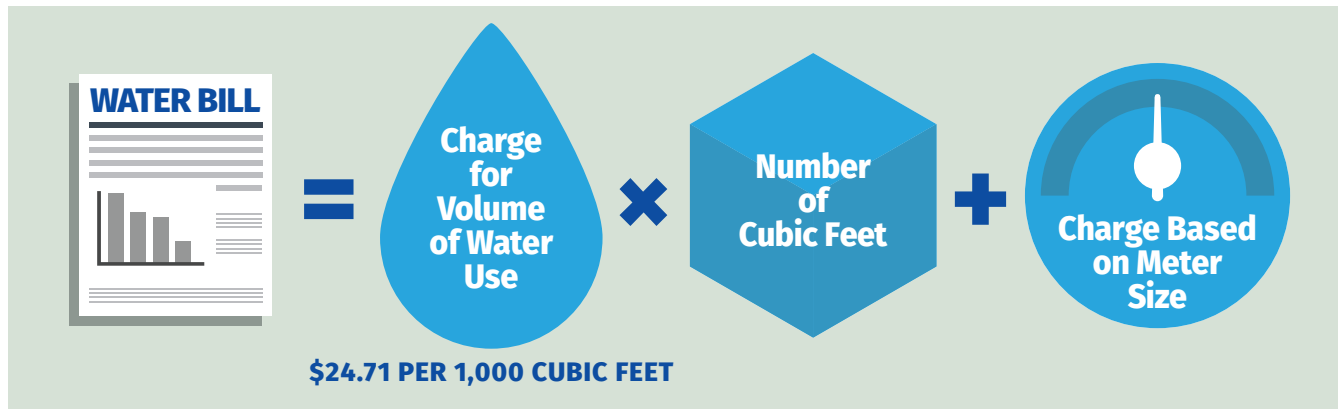 WATER BILL
Charge
for
Volume
of Water
Use
Number
of
Cubic Feet
Charge Based
on Meter
Size
$24.71 PER 1,000 CUBIC FEET